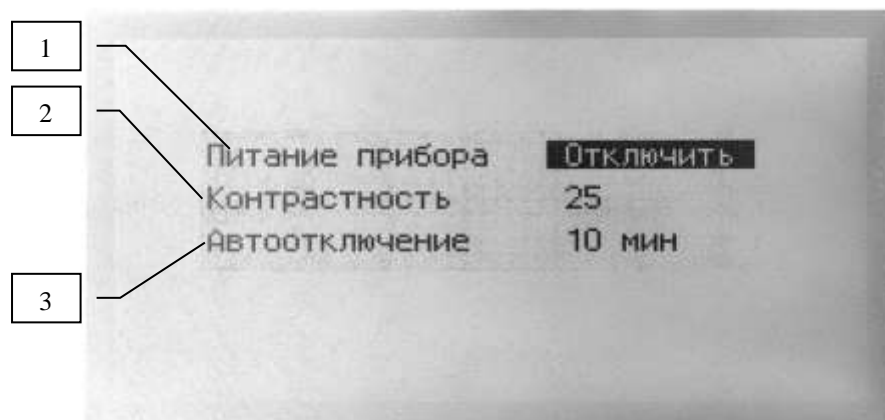 1
2
Питание прибора Отключить
Контрастность 25
Автоотключение 10 мин
3